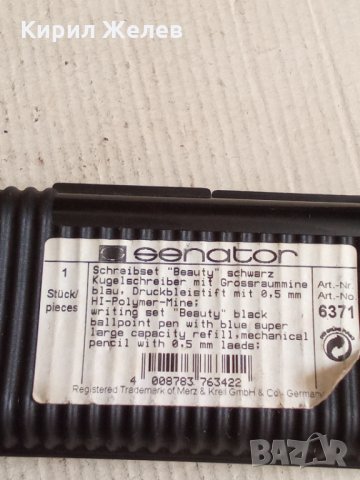 Кирил Желев
senator
1
Stück/
pieces
Schreibset "Beauty" schwarz
Kugelschreiber mit Grossraummine
blau, Druckbleistift mit 0,5 mm
HI-Polymer-Mine;
writing set "Beauty" black
ballpoint pen with blue super
large capacity refill,mechanical
pencil with 0,5 mm laeds;
Art.-Nr.
Art.-No
6371
4 008783 763422
Registered Trademark of Merz & Krell GmbH & Co - Germany
BAZAR
bg